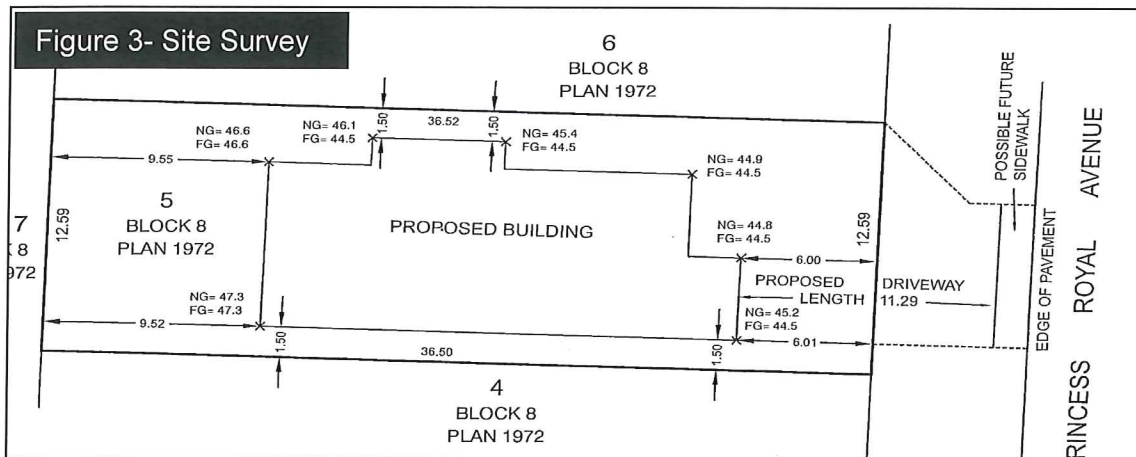 Figure 3- Site Survey
6
BLOCK 8
PLAN 1972
36.52
1.50
1.50
NG= 46.6
FG= 46.6
NG= 46.1
FG= 44.5
NG= 45.4
FG= 44.5
NG= 44.9
FG= 44.5
9.55
12.59
5
BLOCK 8
PLAN 1972
7
K 8
972
PROPOSED BUILDING
NG= 44.8
FG= 44.5
6.00
12.59
PROPOSED DRIVEWAY
LENGTH 11.29
NG= 45.2
FG= 44.5
6.01
NG= 47.3
FG= 47.3
9.52
1.50
36.50
1.50
4
BLOCK 8
PLAN 1972
POSSIBLE FUTURE
SIDEWALK
EDGE OF PAVEMENT
RINCESS ROYAL AVENUE